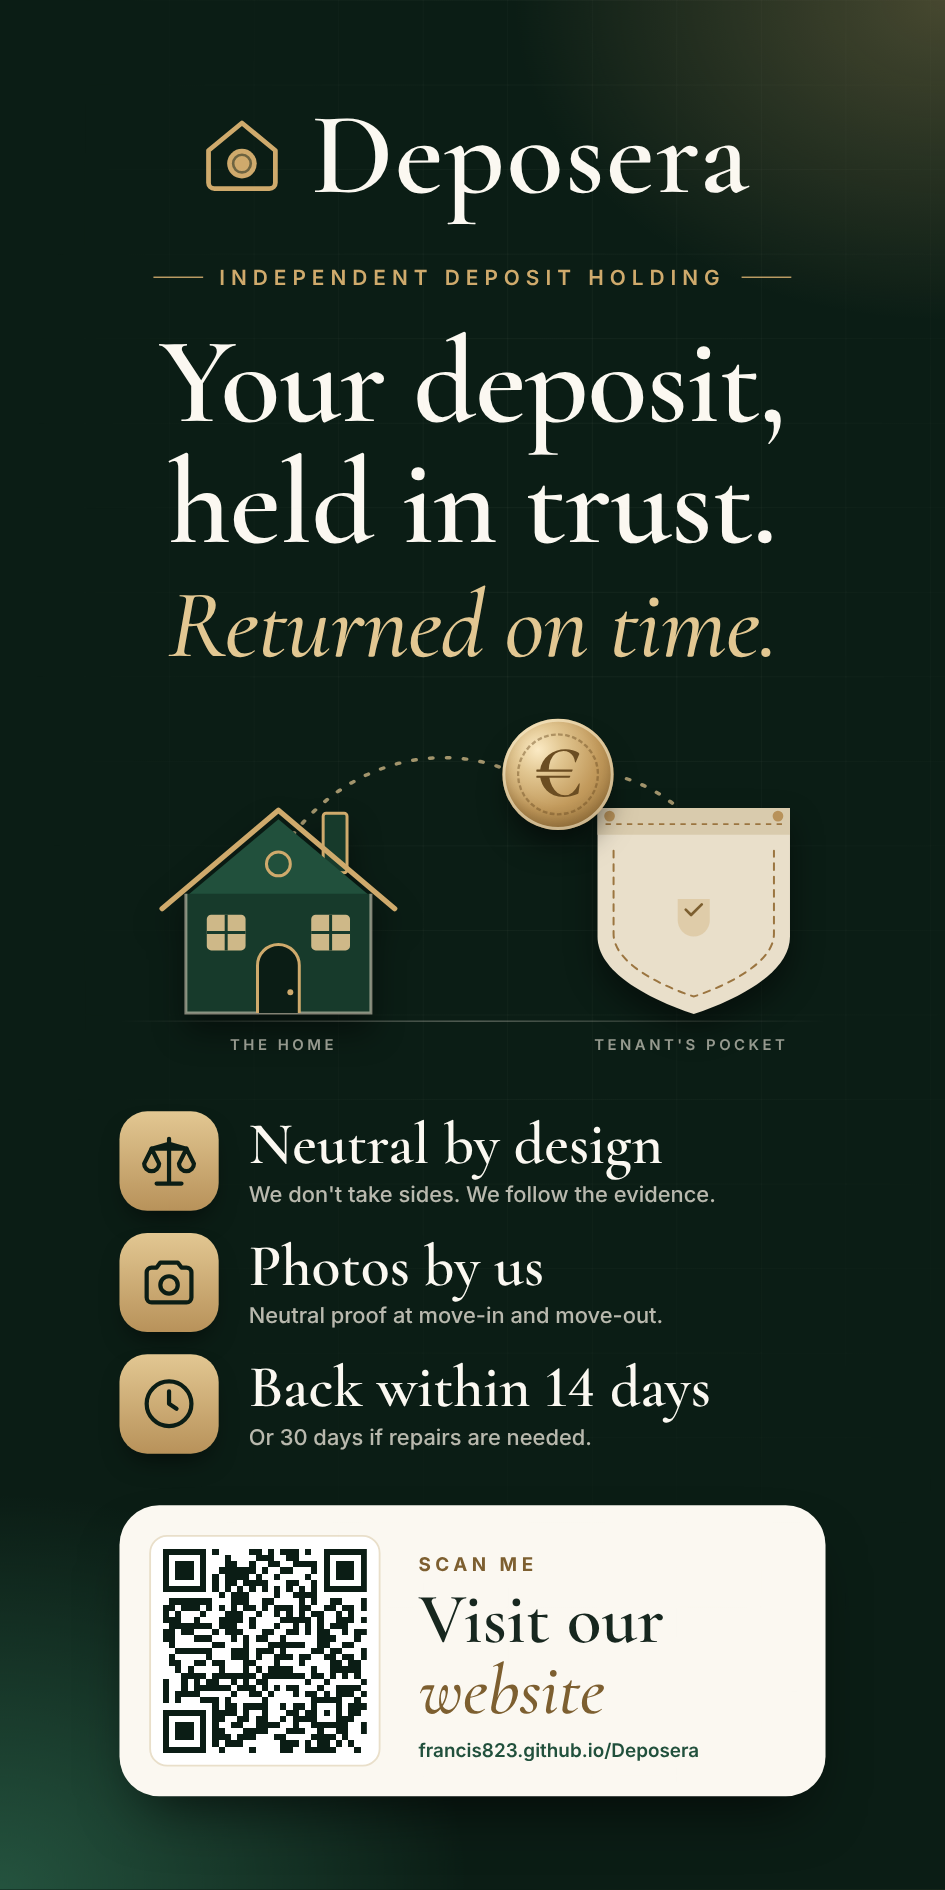 Deposera
INDEPENDENT DEPOSIT HOLDING
Your deposit,
held in trust.
Returned on time.
€
THE HOME
TENANT'S POCKET
Neutral by design
We don't take sides. We follow the evidence.
Photos by us
Neutral proof at move-in and move-out.
Back within 14 days
Or 30 days if repairs are needed.
SCAN ME
Visit our
website
francis823.github.io/Deposera